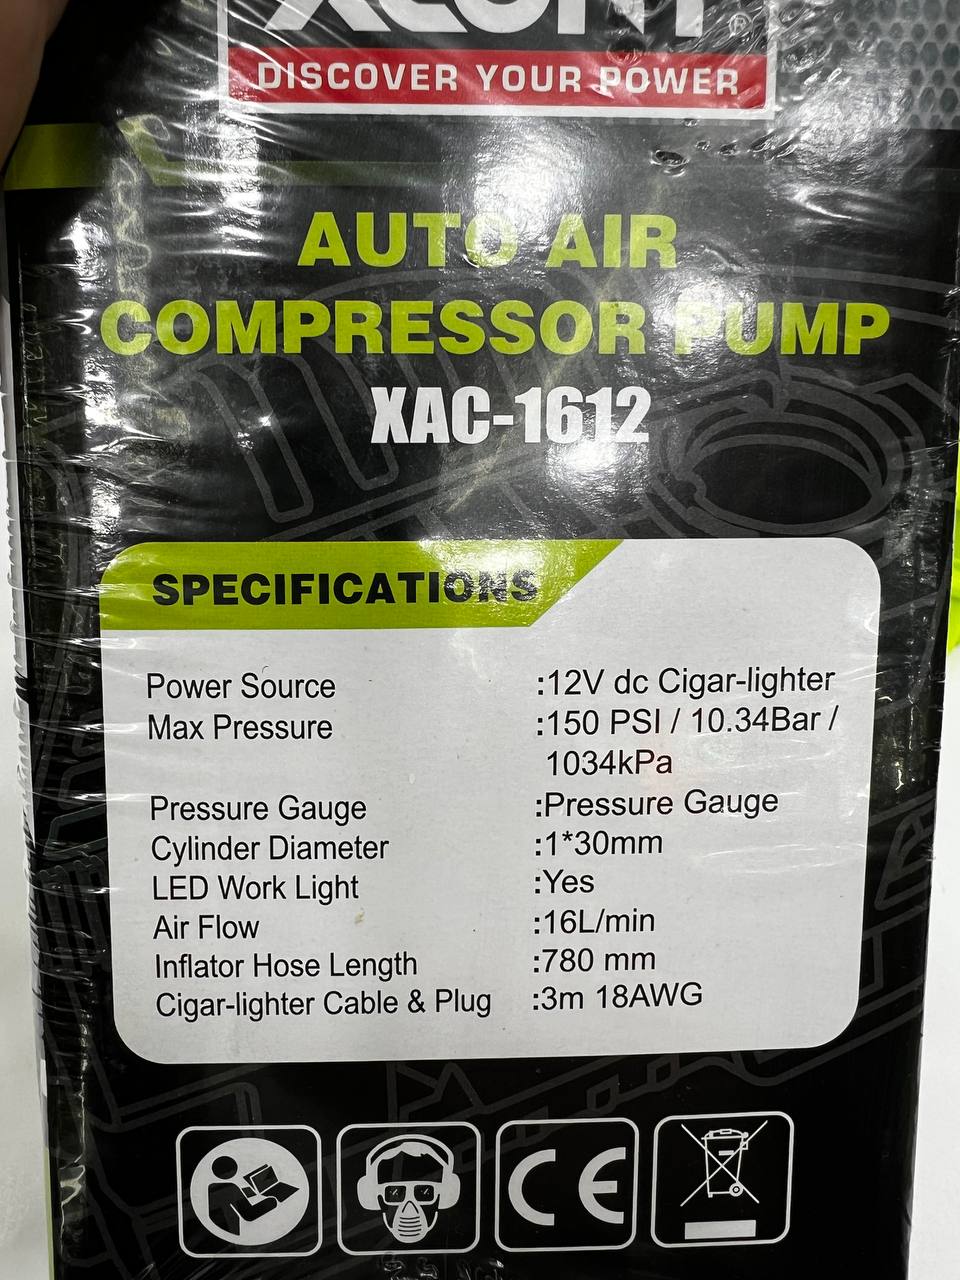 ®
DISCOVER YOUR POWER
AUTO AIR
COMPRESSOR PUMP
XAC-1612
SPECIFICATIONS
Power Source :12V dc Cigar-lighter
Max Pressure :150 PSI / 10.34Bar /
1034kPa
Pressure Gauge :Pressure Gauge
Cylinder Diameter :1*30mm
LED Work Light :Yes
Air Flow :16L/min
Inflator Hose Length :780 mm
Cigar-lighter Cable & Plug :3m 18AWG
CE